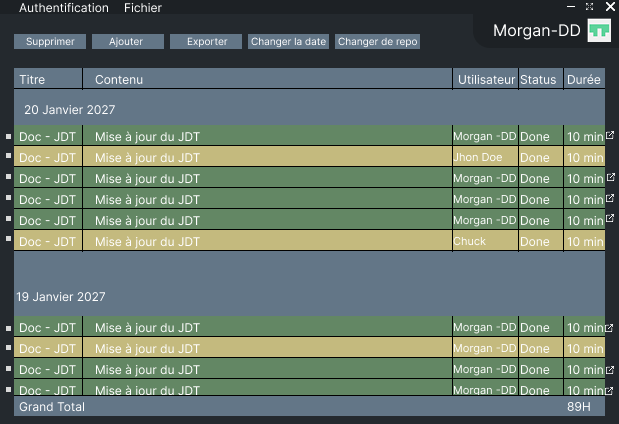 Authentification Fichier
Morgan-DD
Supprimer Ajouter Exporter Changer la date Changer de repo
Titre Contenu Utilisateur Status Durée
20 Janvier 2027
Doc - JDT Mise à jour du JDT Morgan -DD Done 10 min
Doc - JDT Mise à jour du JDT Jhon Doe Done 10 min
Doc - JDT Mise à jour du JDT Morgan -DD Done 10 min
Doc - JDT Mise à jour du JDT Morgan -DD Done 10 min
Doc - JDT Mise à jour du JDT Morgan -DD Done 10 min
Doc - JDT Mise à jour du JDT Chuck Done 10 min
19 Janvier 2027
Doc - JDT Mise à jour du JDT Morgan -DD Done 10 min
Doc - JDT Mise à jour du JDT Morgan -DD Done 10 min
Doc - JDT Mise à jour du JDT Morgan -DD Done 10 min
Doc - JDT Mise à jour du JDT Morgan -DD Done 10 min
Grand Total 89H